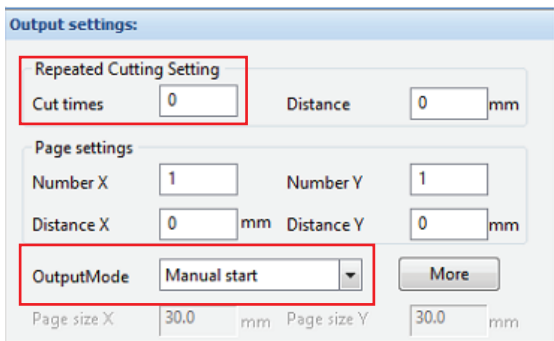 Output settings:
Repeated Cutting Setting
Cut times 0 Distance 0 mm
Page settings
Number X 1 Number Y 1
Distance X 0 mm Distance Y 0 mm
OutputMode Manual start More
Page size X 30.0 mm Page size Y 30.0 mm